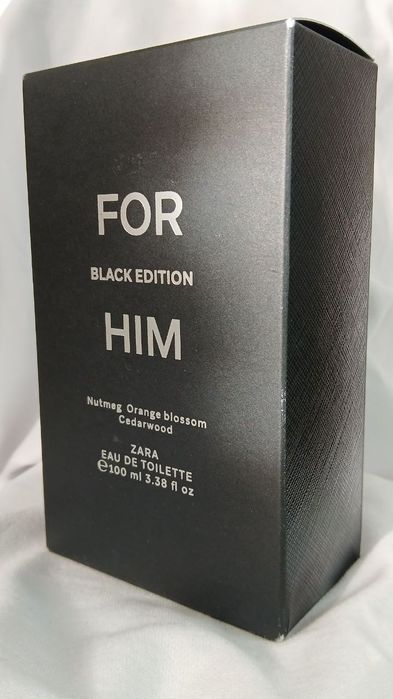 FOR
BLACK EDITION
HIM
Nutmeg Orange blossom
Cedarwood
ZARA
EAU DE TOILETTE
℮100 ml 3.38 fl oz